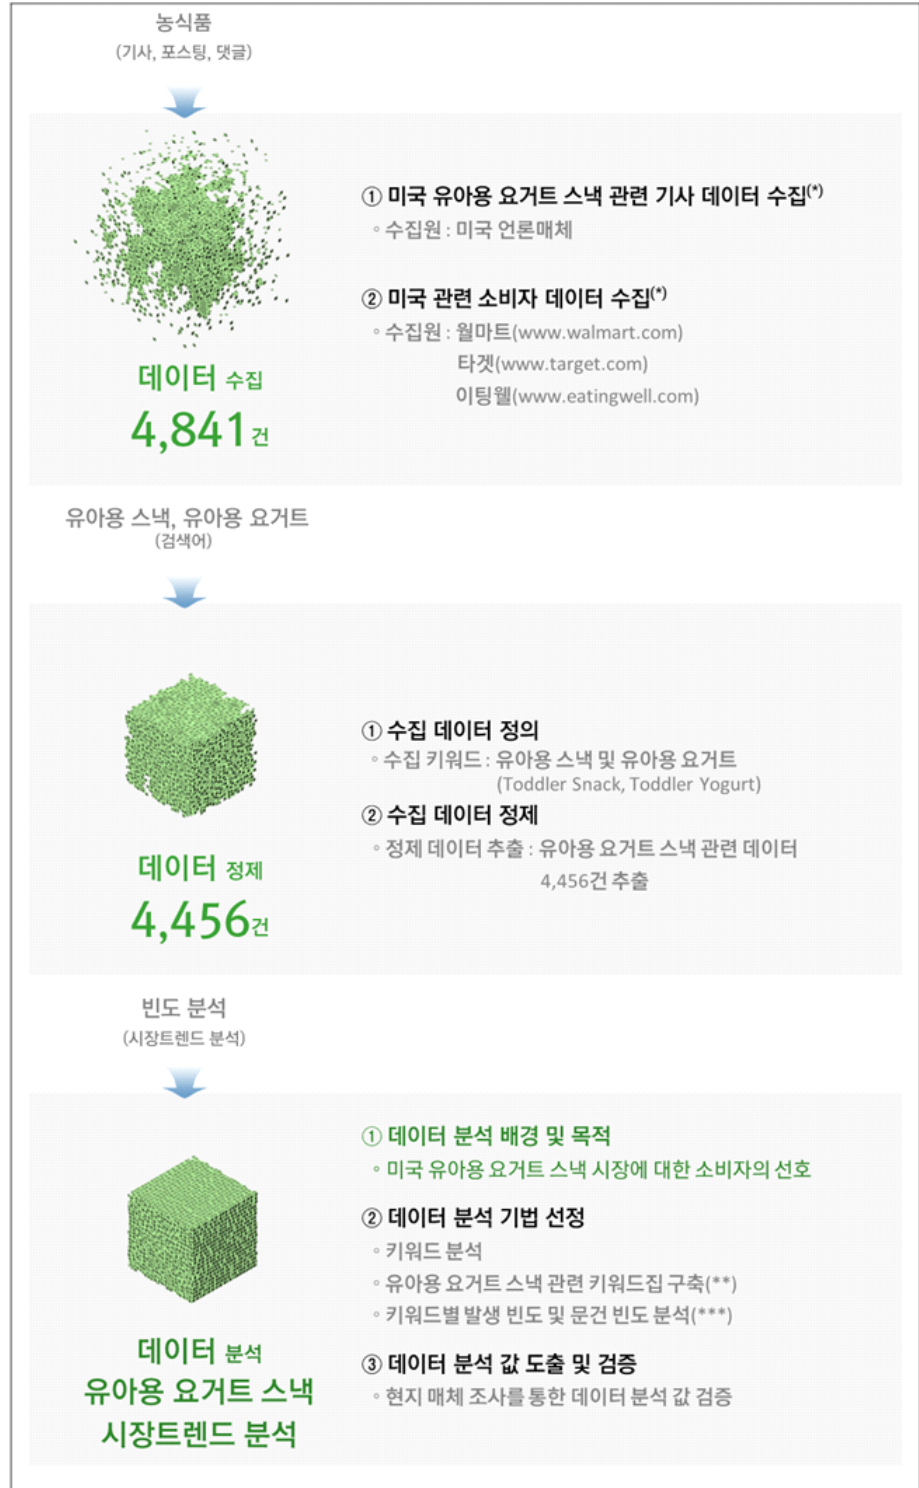 농식품
(기사, 포스팅, 댓글)
데이터 수집
4,841건
① 미국 유아용 요거트 스낵 관련 기사 데이터 수집(*)
◦ 수집원 : 미국 언론매체
② 미국 관련 소비자 데이터 수집(*)
◦ 수집원 : 월마트(www.walmart.com)
타겟(www.target.com)
이팅웰(www.eatingwell.com)
유아용 스낵, 유아용 요거트
(검색어)
데이터 정제
4,456건
① 수집 데이터 정의
◦ 수집 키워드 : 유아용 스낵 및 유아용 요거트
(Toddler Snack, Toddler Yogurt)
② 수집 데이터 정제
◦ 정제 데이터 추출 : 유아용 요거트 스낵 관련 데이터
4,456건 추출
빈도 분석
(시장트렌드 분석)
데이터 분석
유아용 요거트 스낵
시장트렌드 분석
① 데이터 분석 배경 및 목적
◦ 미국 유아용 요거트 스낵 시장에 대한 소비자의 선호
② 데이터 분석 기법 선정
◦ 키워드 분석
◦ 유아용 요거트 스낵 관련 키워드집 구축(**)
◦ 키워드별 발생 빈도 및 문건 빈도 분석(***)
③ 데이터 분석 값 도출 및 검증
◦ 현지 매체 조사를 통한 데이터 분석 값 검증